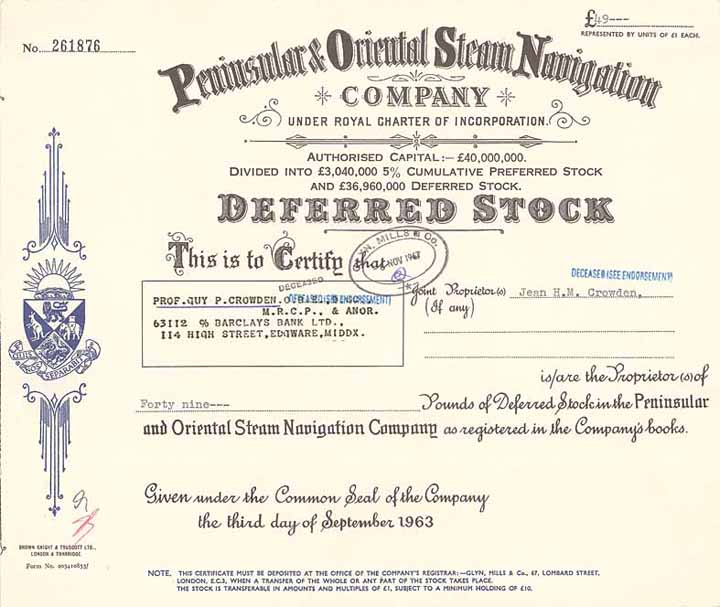 No. 261876
£49---
REPRESENTED BY UNITS OF £1 EACH.
Peninsular & Oriental Steam Navigation
COMPANY
UNDER ROYAL CHARTER OF INCORPORATION.
AUTHORISED CAPITAL:— £40,000,000.
DIVIDED INTO £3,040,000 5% CUMULATIVE PREFERRED STOCK
AND £36,960,000 DEFERRED STOCK.
DEFERRED STOCK
This is to Certify that
MILLS & Co.
NOV 1967
DECEASED
DECEASED (SEE ENDORSEMENT)
PROF. GUY P. CROWDEN.
(SEE ENDORSEMENT)
M.R.C.P., & ANOR.
63112 % BARCLAYS BANK LTD.,
114 HIGH STREET, EDGWARE, MIDDX.
Joint Proprietor(s) Jean H.M. Crowden,
(If any)
is/are the Proprietor(s) of
Forty nine--- Pounds of Deferred Stock in the Peninsular
and Oriental Steam Navigation Company as registered in the Company's books.
QUIS NOS SEPARABIT
Given under the Common Seal of the Company
the third day of September 1963
BROWN KNIGHT & TRUSCOTT LTD.,
LONDON & TONBRIDGE
Form No.
NOTE. THIS CERTIFICATE MUST BE DEPOSITED AT THE OFFICE OF THE COMPANY'S REGISTRAR:—GLYN, MILLS & Co., 67, LOMBARD STREET,
LONDON, E.C.3, WHEN A TRANSFER OF THE WHOLE OR ANY PART OF THE STOCK TAKES PLACE.
THE STOCK IS TRANSFERABLE IN AMOUNTS AND MULTIPLES OF £1, SUBJECT TO A MINIMUM HOLDING OF £10.